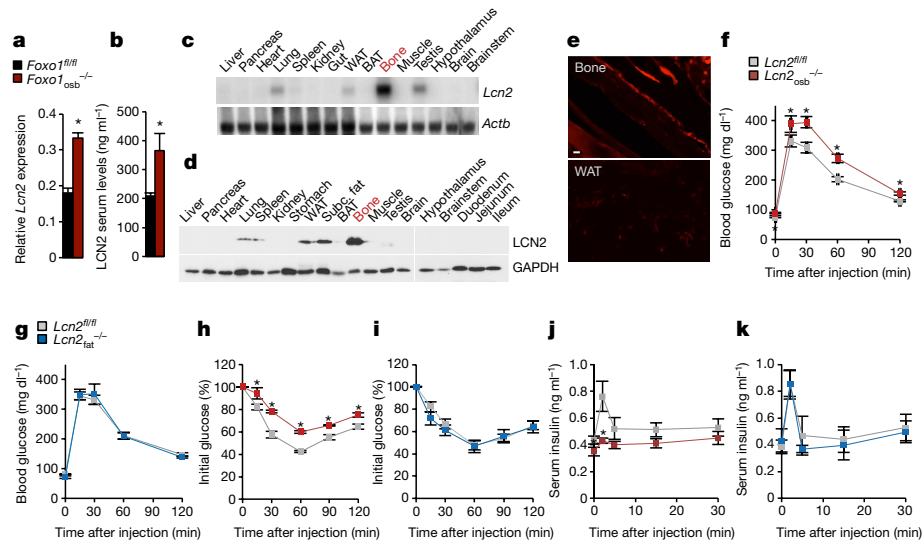 a
Foxo1fl/fl
Foxo1osb−/−
Relative Lcn2 expression
0.4
0.3
0.2
0.1
0
*
b
LCN2 serum levels (ng ml−1)
500
400
300
200
100
0
*
c
Liver
Pancreas
Heart
Lung
Spleen
Kidney
Gut
WAT
BAT
Bone
Muscle
Testis
Hypothalamus
Brain
Brainstem
Lcn2
Actb
d
Liver
Pancreas
Heart
Lung
Spleen
Kidney
Stomach
WAT
Subc. fat
BAT
Bone
Muscle
Testis
Brain
Hypothalamus
Brainstem
Duodenum
Jejunum
Ileum
LCN2
GAPDH
e
Bone
WAT
f
Lcn2fl/fl
Lcn2osb−/−
Blood glucose (mg dl−1)
500
400
300
200
100
0
* * * * *
0 30 60 90 120
Time after injection (min)
g
Lcn2fl/fl
Lcn2fat−/−
Blood glucose (mg dl−1)
400
300
200
100
0
0 30 60 120
Time after injection (min)
h
Initial glucose (%)
120
100
80
60
40
20
0
* * * * *
0 30 60 90 120
Time after injection (min)
i
Initial glucose (%)
120
100
80
60
40
20
0
0 30 60 90 120
Time after injection (min)
j
Serum insulin (ng ml−1)
1.0
0.8
0.6
0.4
0.2
0
*
0 10 20 30
Time after injection (min)
k
Serum insulin (ng ml−1)
1.0
0.8
0.6
0.4
0.2
0
0 10 20 30
Time after injection (min)